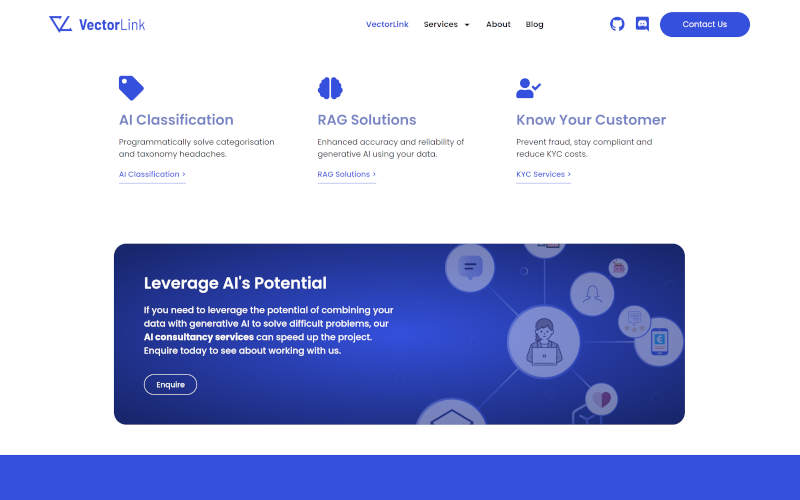 VectorLink
VectorLink Services About Blog Contact Us
AI Classification
Programmatically solve categorisation
and taxonomy headaches.
AI Classification >
RAG Solutions
Enhanced accuracy and reliability of
generative AI using your data.
RAG Solutions >
Know Your Customer
Prevent fraud, stay compliant and
reduce KYC costs.
KYC Services >
Leverage AI's Potential
If you need to leverage the potential of combining your
data with generative AI to solve difficult problems, our
AI consultancy services can speed up the project.
Enquire today to see about working with us.
Enquire